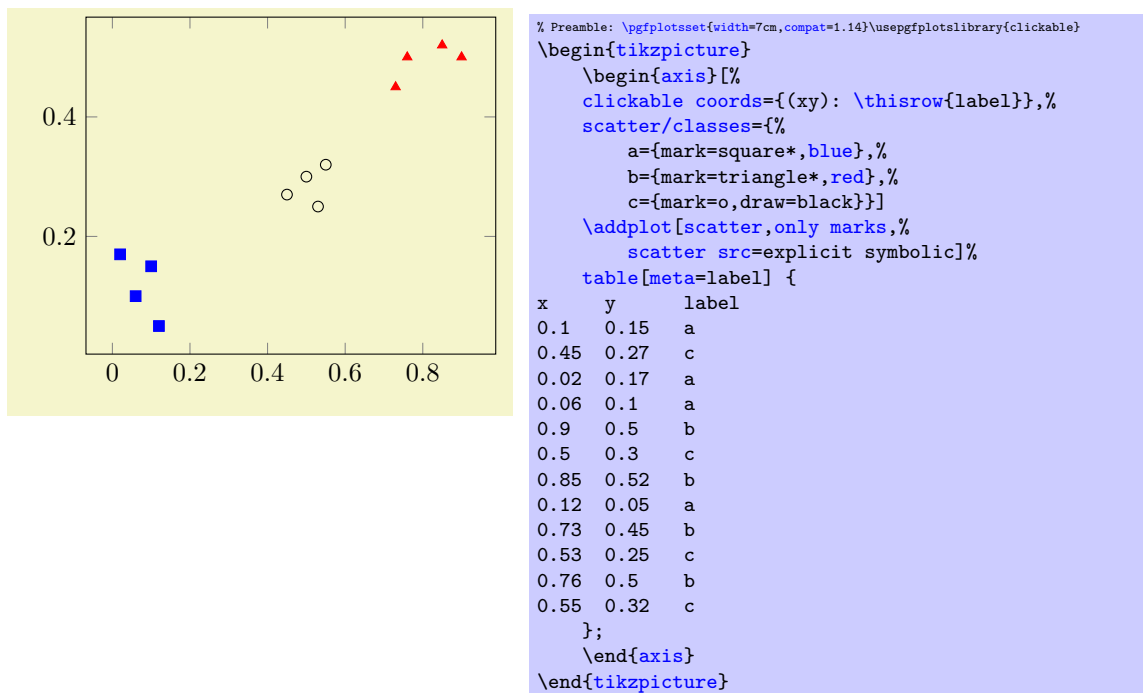 0.4
0.2
0 0.2 0.4 0.6 0.8
% Preamble: \pgfplotsset{width=7cm,compat=1.14}\usepgfplotslibrary{clickable}
\begin{tikzpicture}
    \begin{axis}[%
    clickable coords={(xy): \thisrow{label}},%
    scatter/classes={%
        a={mark=square*,blue},%
        b={mark=triangle*,red},%
        c={mark=o,draw=black}}]
    \addplot[scatter,only marks,%
        scatter src=explicit symbolic]%
    table[meta=label] {
x     y      label
0.1   0.15   a
0.45  0.27   c
0.02  0.17   a
0.06  0.1    a
0.9   0.5    b
0.5   0.3    c
0.85  0.52   b
0.12  0.05   a
0.73  0.45   b
0.53  0.25   c
0.76  0.5    b
0.55  0.32   c
    };
    \end{axis}
\end{tikzpicture}